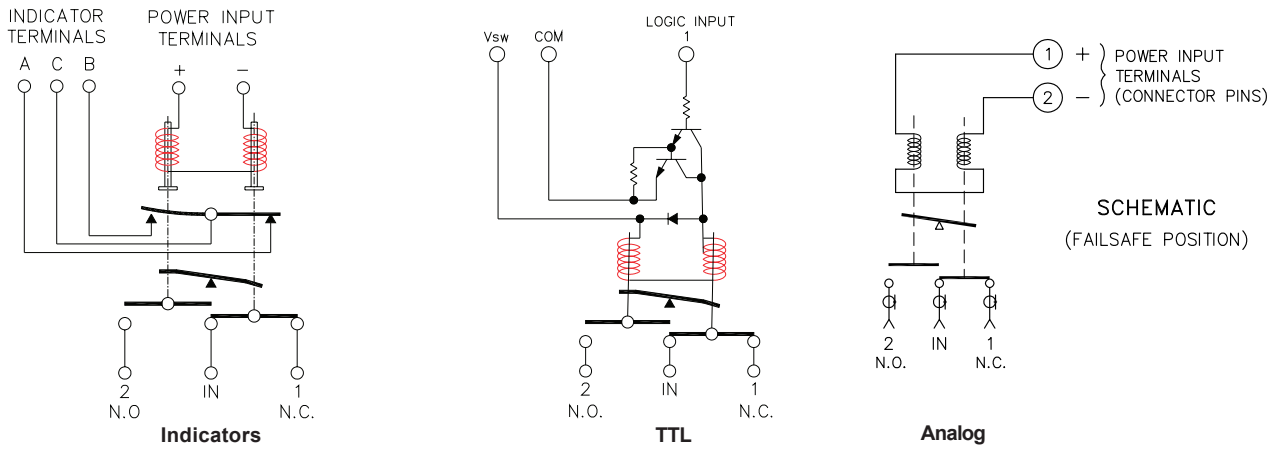 INDICATOR
TERMINALS
A C B
POWER INPUT
TERMINALS
+ −
2
N.O
IN
1
N.C.
Indicators
Vsw
COM
LOGIC INPUT
1
2
N.O.
IN
1
N.C.
TTL
1 +
2 −
POWER INPUT
TERMINALS
(CONNECTOR PINS)
SCHEMATIC
(FAILSAFE POSITION)
2
N.O.
IN
1
N.C.
Analog